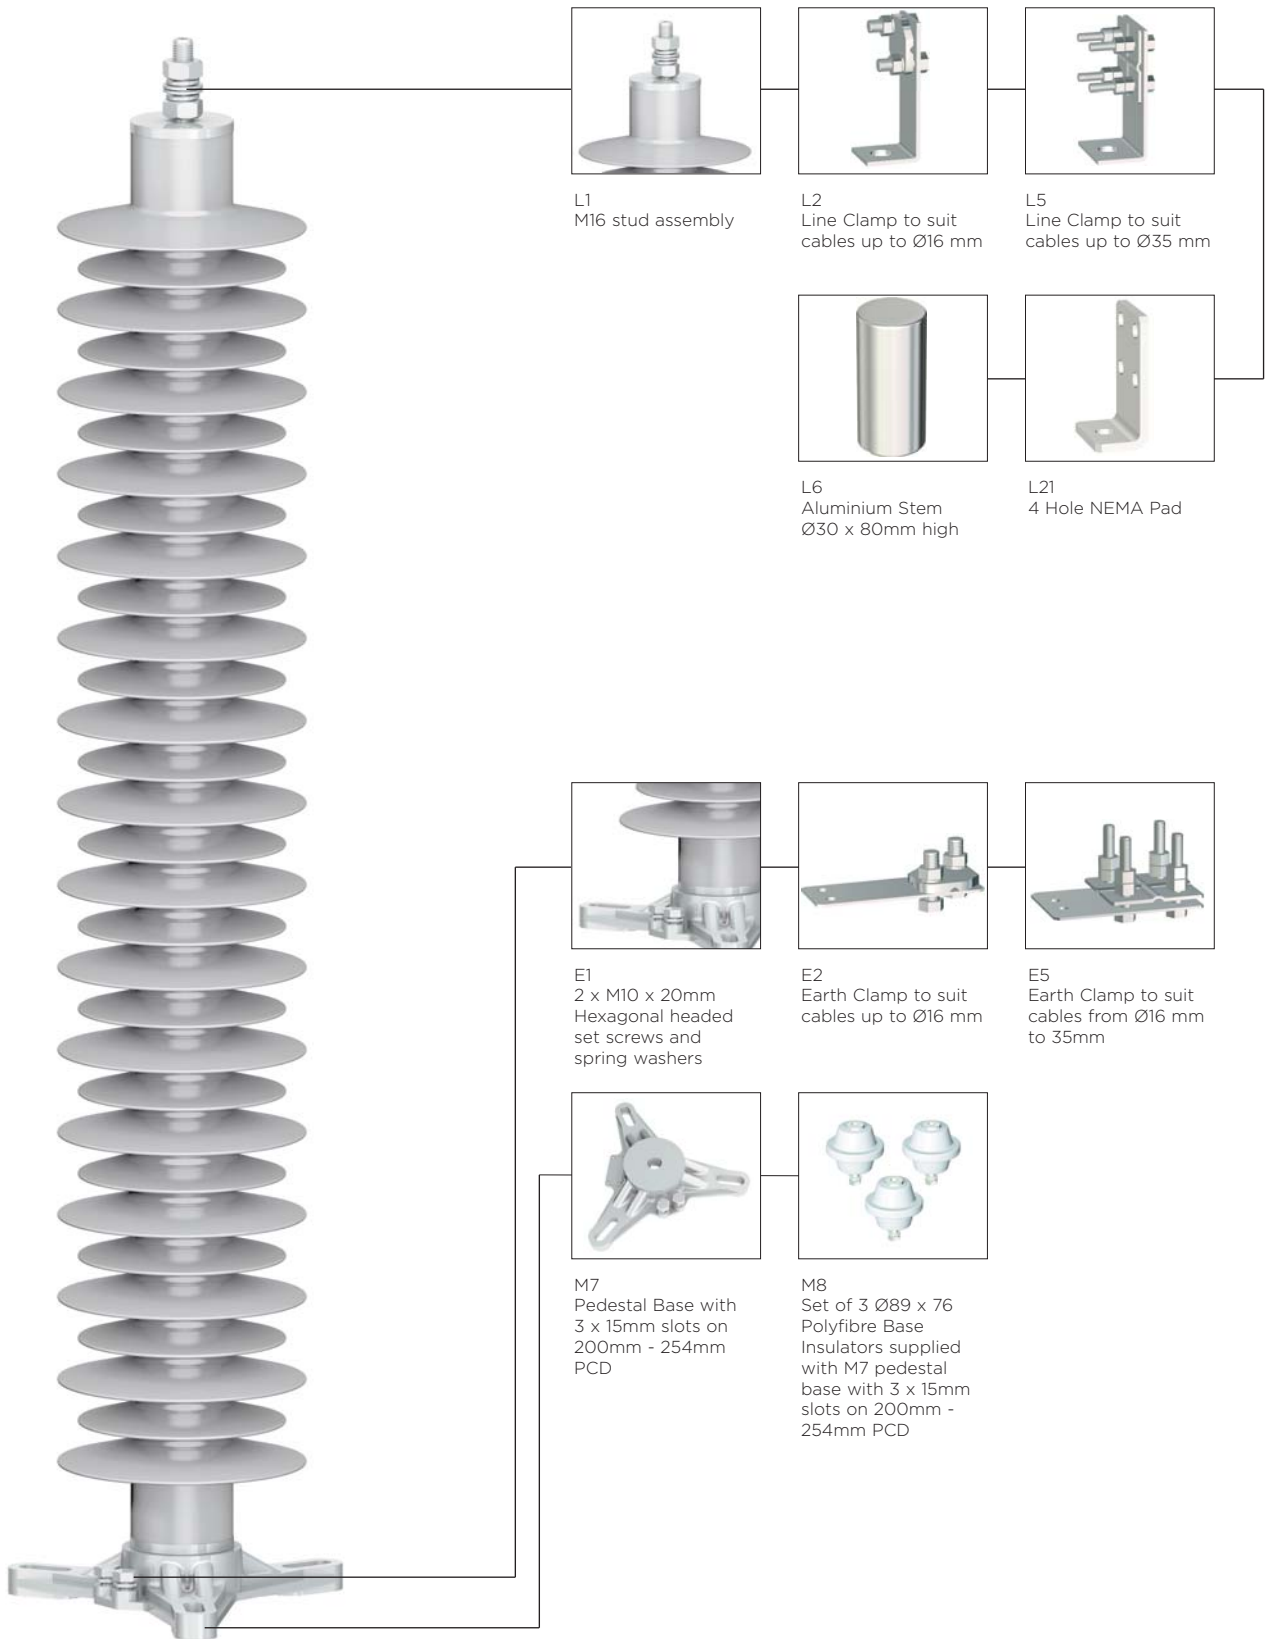 L1
M16 stud assembly
L2
Line Clamp to suit
cables up to Ø16 mm
L5
Line Clamp to suit
cables up to Ø35 mm
L6
Aluminium Stem
Ø30 x 80mm high
L21
4 Hole NEMA Pad
E1
2 x M10 x 20mm
Hexagonal headed
set screws and
spring washers
E2
Earth Clamp to suit
cables up to Ø16 mm
E5
Earth Clamp to suit
cables from Ø16 mm
to 35mm
M7
Pedestal Base with
3 x 15mm slots on
200mm - 254mm
PCD
M8
Set of 3 Ø89 x 76
Polyfibre Base
Insulators supplied
with M7 pedestal
base with 3 x 15mm
slots on 200mm -
254mm PCD